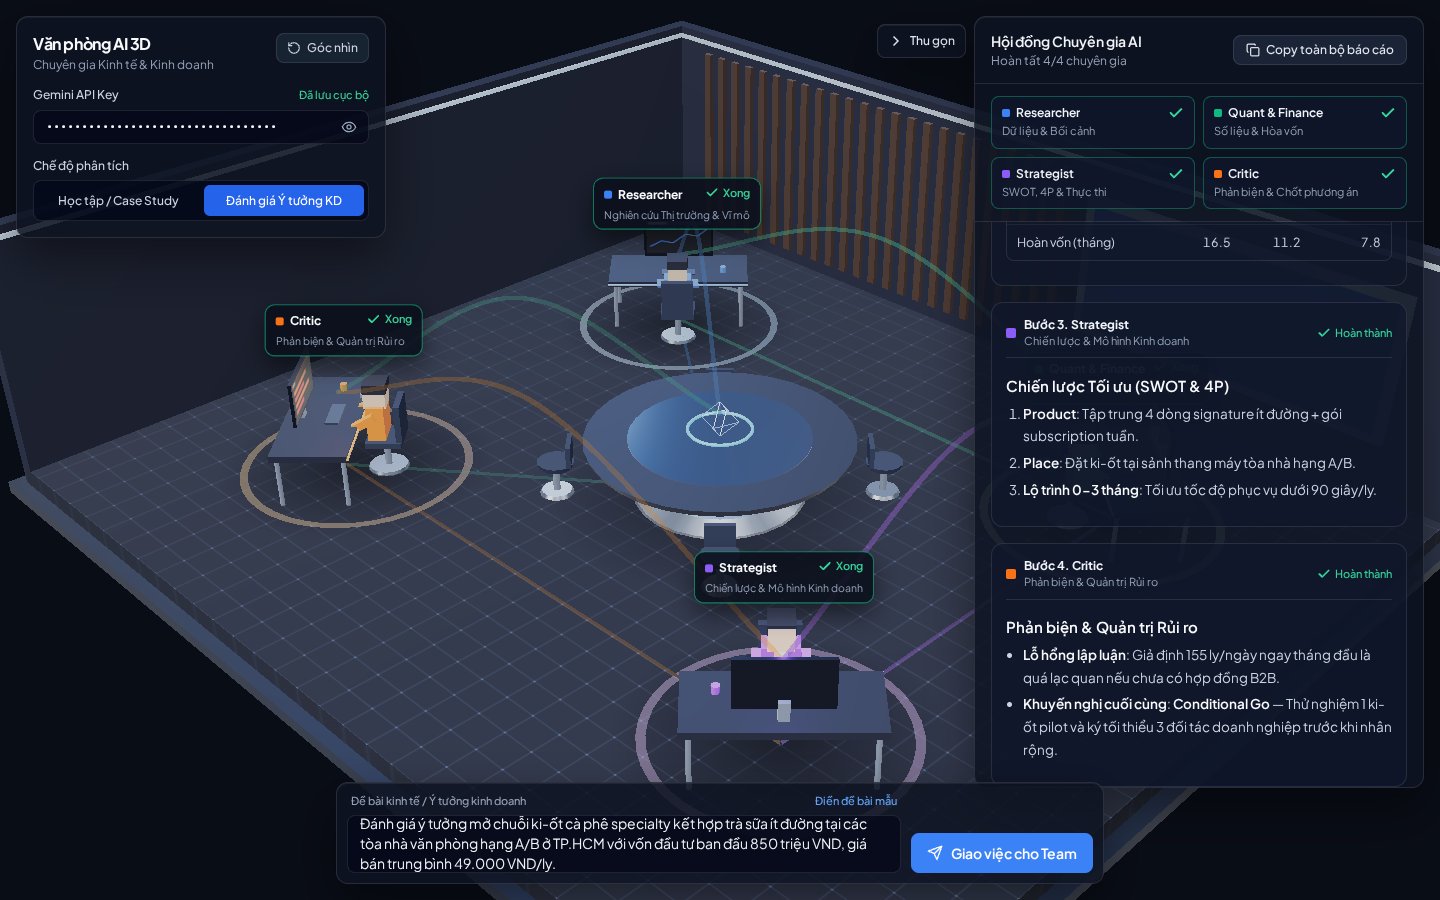 Văn phòng AI 3D
Chuyên gia Kinh tế & Kinh doanh
Góc nhìn
Gemini API Key
Đã lưu cục bộ
Chế độ phân tích
Học tập / Case Study
Đánh giá Ý tưởng KD
Thu gọn
Researcher
Xong
Nghiên cứu Thị trường & Vĩ mô
Critic
Xong
Phản biện & Quản trị Rủi ro
Strategist
Xong
Chiến lược & Mô hình Kinh doanh
Hội đồng Chuyên gia AI
Hoàn tất 4/4 chuyên gia
Copy toàn bộ báo cáo
Researcher
Dữ liệu & Bối cảnh
Quant & Finance
Số liệu & Hòa vốn
Strategist
SWOT, 4P & Thực thi
Critic
Phản biện & Chốt phương án
Hoàn vốn (tháng) 16.5 11.2 7.8
Bước 3. Strategist
Chiến lược & Mô hình Kinh doanh
Hoàn thành
Quant & Finance
Chiến lược Tối ưu (SWOT & 4P)
1. Product: Tập trung 4 dòng signature ít đường + gói
subscription tuần.
2. Place: Đặt ki-ốt tại sảnh thang máy tòa nhà hạng A/B.
3. Lộ trình 0–3 tháng: Tối ưu tốc độ phục vụ dưới 90 giây/ly.
Bước 4. Critic
Phản biện & Quản trị Rủi ro
Hoàn thành
Phản biện & Quản trị Rủi ro
• Lỗ hổng lập luận: Giả định 155 ly/ngày ngay tháng đầu là
quá lạc quan nếu chưa có hợp đồng B2B.
• Khuyến nghị cuối cùng: Conditional Go — Thử nghiệm 1 ki-
ốt pilot và ký tối thiểu 3 đối tác doanh nghiệp trước khi nhân
rộng.
Đề bài kinh tế / Ý tưởng kinh doanh
Điền đề bài mẫu
Đánh giá ý tưởng mở chuỗi ki-ốt cà phê specialty kết hợp trà sữa ít đường tại các
tòa nhà văn phòng hạng A/B ở TP.HCM với vốn đầu tư ban đầu 850 triệu VND, giá
bán trung bình 49.000 VND/ly.
Giao việc cho Team